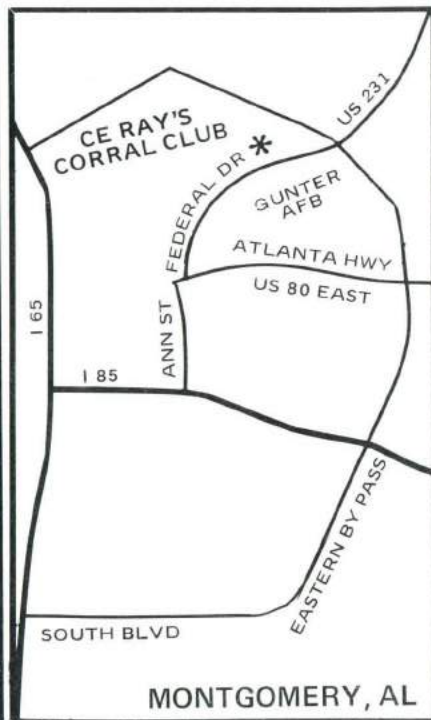 US 231
CE RAY'S
CORRAL CLUB
FEDERAL DR *
GUNTER
AFB
ATLANTA HWY
US 80 EAST
I 65
ANN ST
I 85
EASTERN BY PASS
SOUTH BLVD
MONTGOMERY, AL